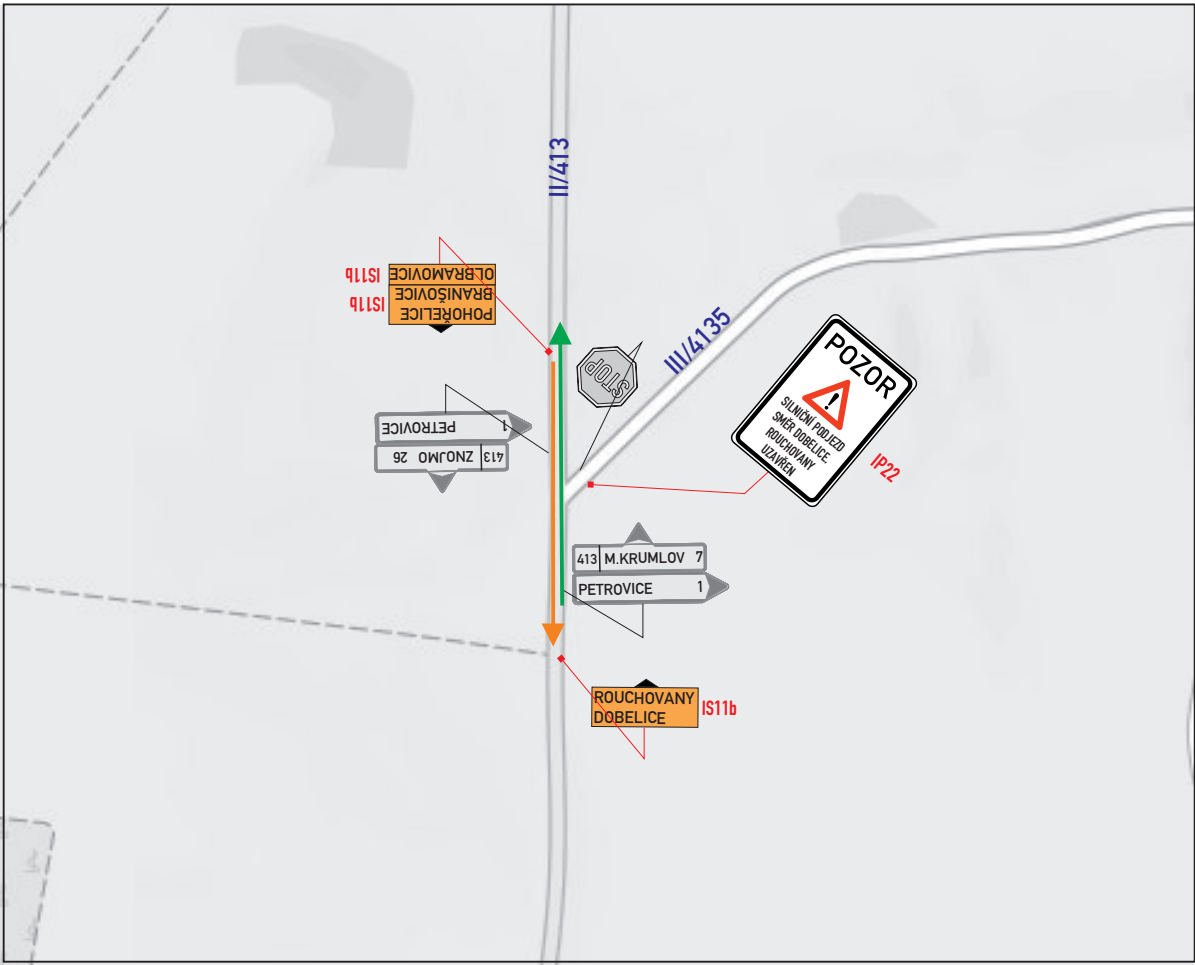 II/413
OLBRAMOVICE
IS11b
POHOŘELICE
BRANIŠOVICE
IS11b
STOP
III/4135
POZOR
!
SILNIČNÍ PODJEZD
SMĚR DOBELICE
ROUCHOVANY
UZAVŘEN
IP22
413 ZNOJMO 26
PETROVICE 1
413 M.KRUMLOV 7
PETROVICE 1
ROUCHOVANY
DOBELICE
IS11b